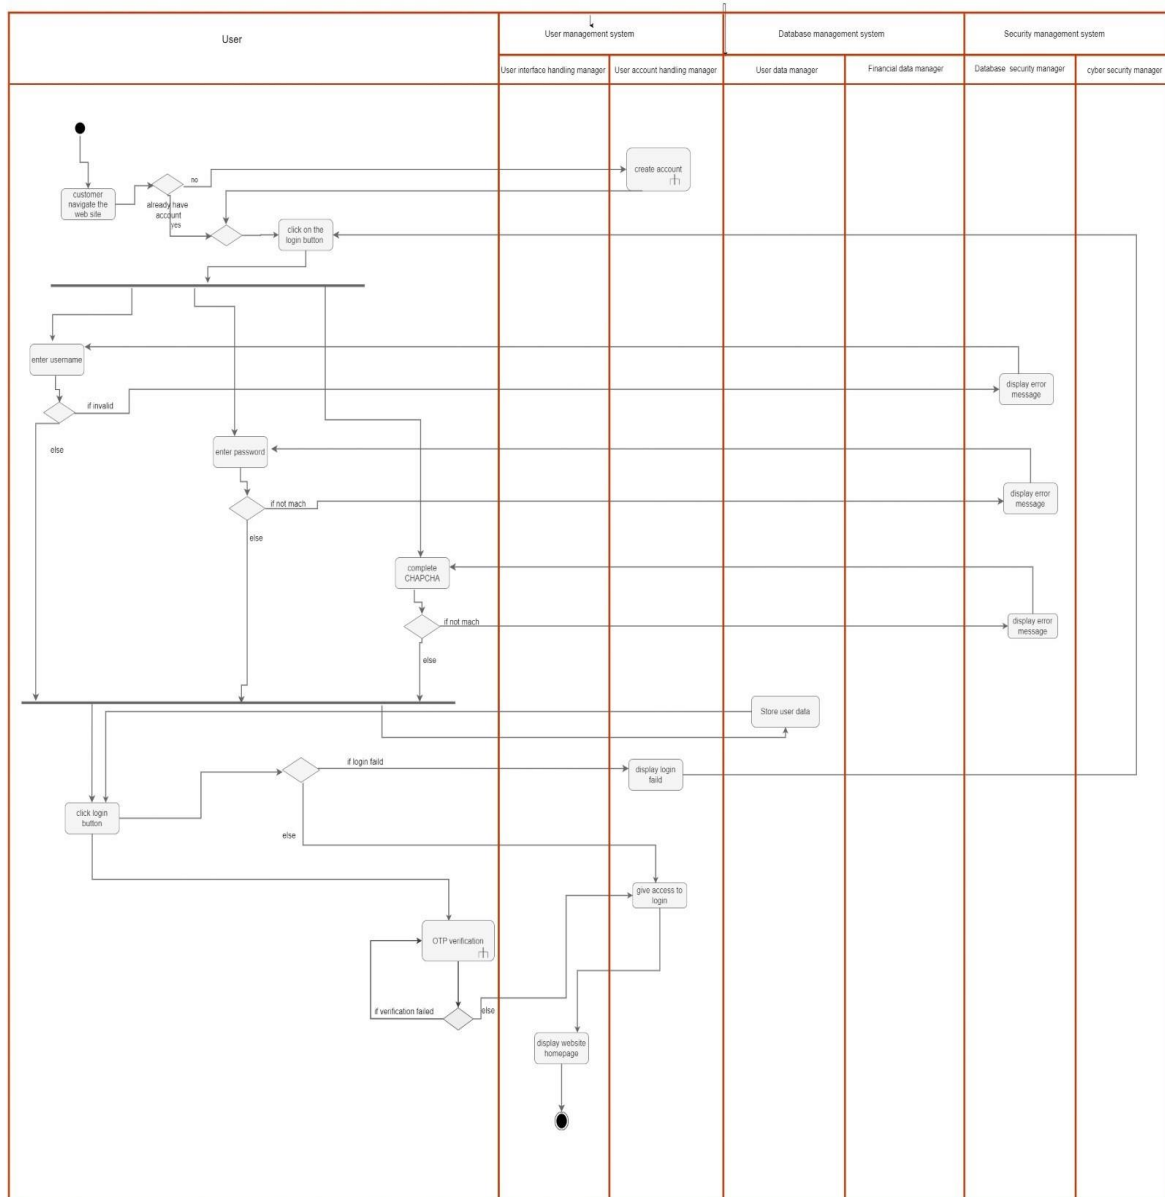 User
User management system
Database management system
Security management system
User interface handling manager
User account handling manager
User data manager
Financial data manager
Database security manager
cyber security manager
customer
navigate the
web site
no
already have
account
yes
create account
click on the
login button
enter username
if invalid
else
display error
message
enter password
if not mach
else
display error
message
complete
CHAPCHA
if not mach
else
display error
message
Store user data
if login faild
display login
faild
click login
button
else
give access to
login
OTP verification
if verification failed
else
display website
homepage